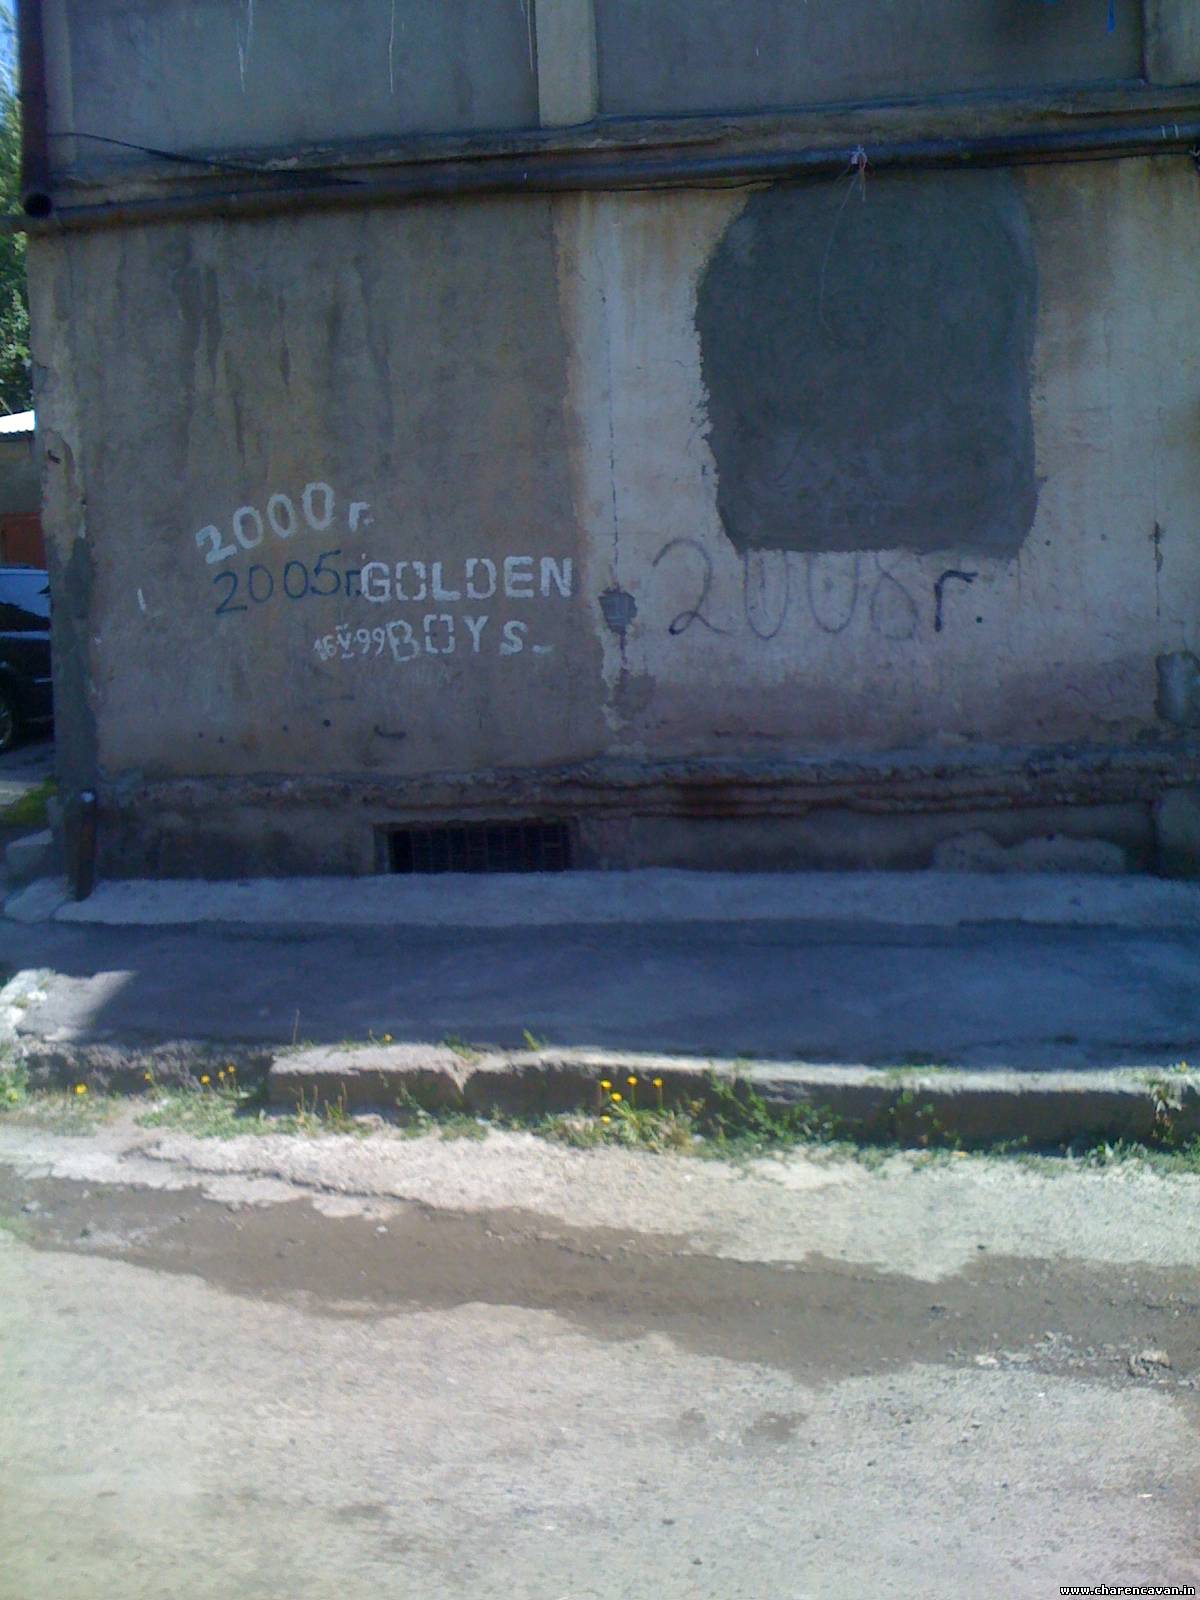 2000г.
2005г. GOLDEN
16·V·99 BOYS
2008г.
www.charencavan.in